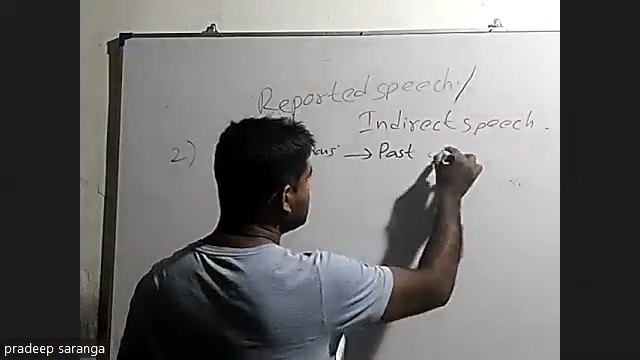 Reported speech /
Indirect speech.
2) → Past
pradeep saranga